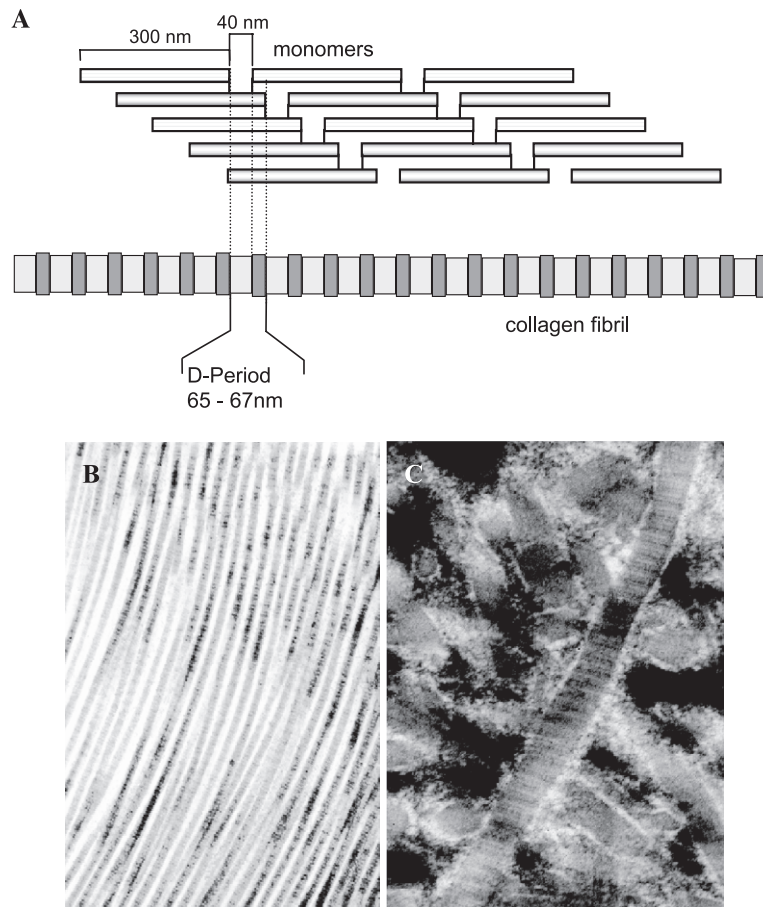 A
40 nm
300 nm
monomers
collagen fibril
D-Period
65 - 67nm
B
C